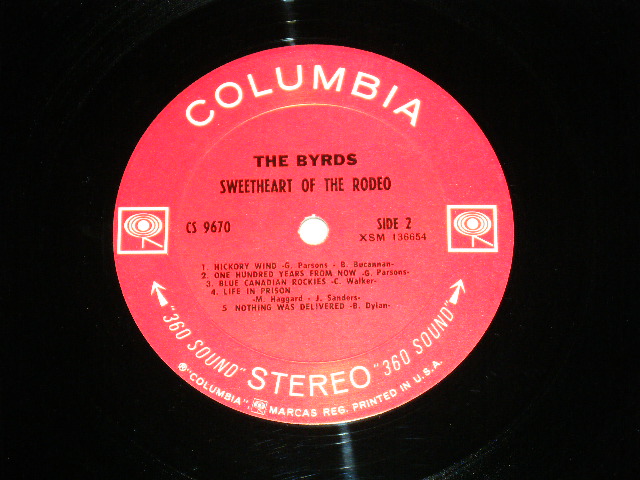 COLUMBIA
THE BYRDS
SWEETHEART OF THE RODEO
CS 9670
SIDE 2
XSM 136654
1. HICKORY WIND -G. Parsons - B. Bucannan-
2. ONE HUNDRED YEARS FROM NOW -G. Parsons-
3. BLUE CANADIAN ROCKIES -C. Walker-
4. LIFE IN PRISON
-M. Haggard - J. Sanders-
5 NOTHING WAS DELIVERED -B. Dylan-
"360 SOUND" STEREO "360 SOUND"
® "COLUMBIA", MARCAS REG. PRINTED IN U.S.A.